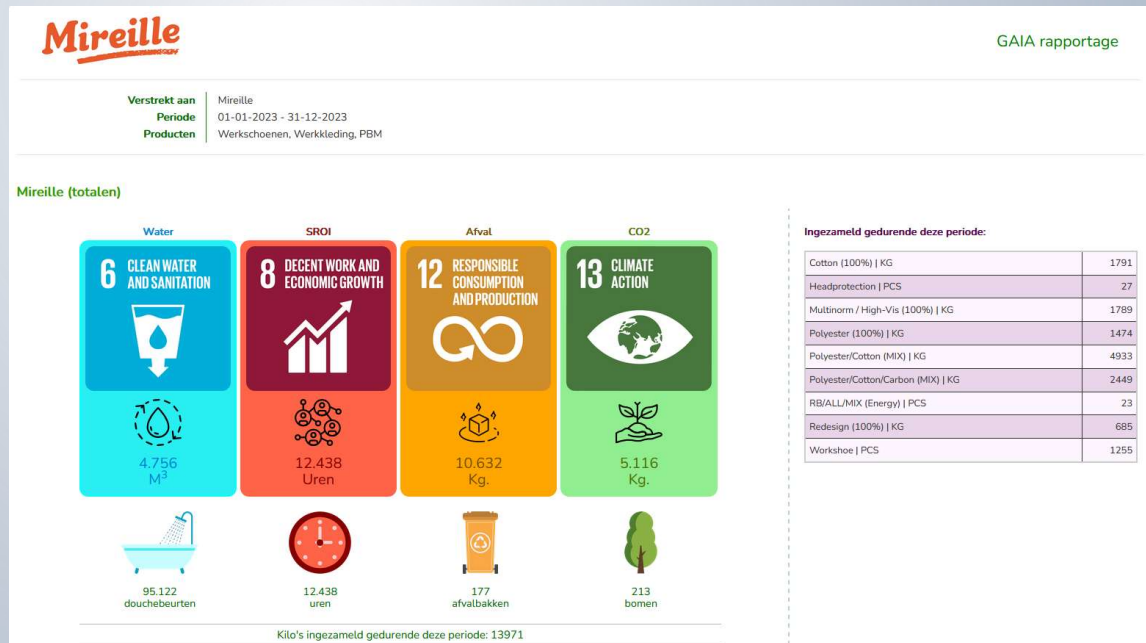 Mireille
GAIA rapportage
Verstrekt aan Mireille
Periode 01-01-2023 - 31-12-2023
Producten Werkschoenen, Werkkleding, PBM
Mireille (totalen)
Water
6 CLEAN WATER
AND SANITATION
4.756
M³
95.122
douchebeurten
SROI
8 DECENT WORK AND
ECONOMIC GROWTH
12.438
Uren
12.438
uren
Afval
12 RESPONSIBLE
CONSUMPTION
AND PRODUCTION
10.632
Kg.
177
afvalbakken
CO2
13 CLIMATE
ACTION
5.116
Kg.
213
bomen
Kilo's ingezameld gedurende deze periode: 13971
Ingezameld gedurende deze periode:
Cotton (100%) | KG 1791
Headprotection | PCS 27
Multinorm / High-Vis (100%) | KG 1789
Polyester (100%) | KG 1474
Polyester/Cotton (MIX) | KG 4933
Polyester/Cotton/Carbon (MIX) | KG 2449
RB/ALL/MIX (Energy) | PCS 23
Redesign (100%) | KG 685
Workshoe | PCS 1255